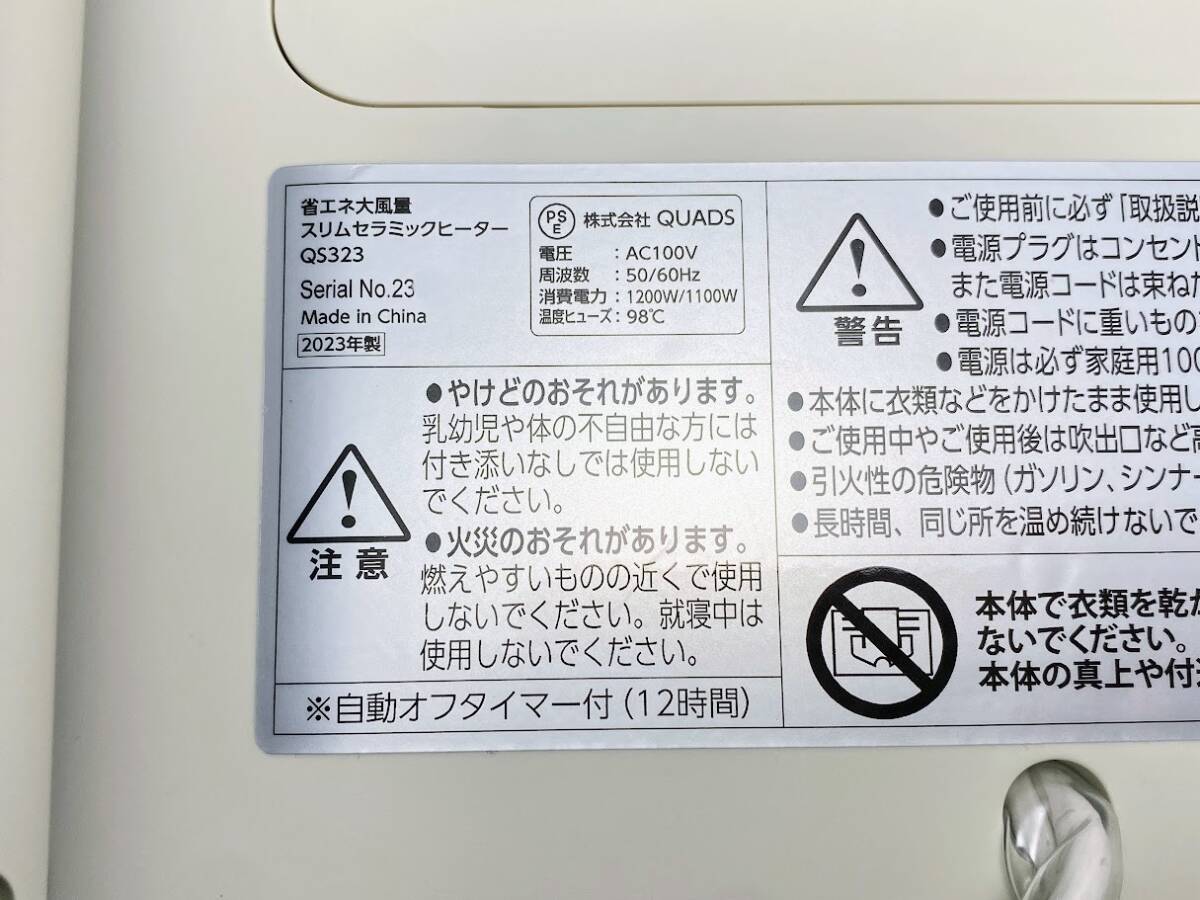 省エネ大風量
スリムセラミックヒーター
QS323
Serial No.23
Made in China
2023年製
PSE 株式会社 QUADS
電圧 : AC100V
周波数 : 50/60Hz
消費電力 : 1200W/1100W
温度ヒューズ : 98℃
注意
●やけどのおそれがあります。
乳幼児や体の不自由な方には
付き添いなしでは使用しない
でください。
●火災のおそれがあります。
燃えやすいものの近くで使用
しないでください。就寝中は
使用しないでください。
※自動オフタイマー付（12時間）
警告
●ご使用前に必ず「取扱説
●電源プラグはコンセント
また電源コードは束ねた
●電源コードに重いもの
●電源は必ず家庭用100
●本体に衣類などをかけたまま使用し
●ご使用中やご使用後は吹出口など高
●引火性の危険物（ガソリン、シンナー
●長時間、同じ所を温め続けないで
本体で衣類を乾か
ないでください。
本体の真上や付近